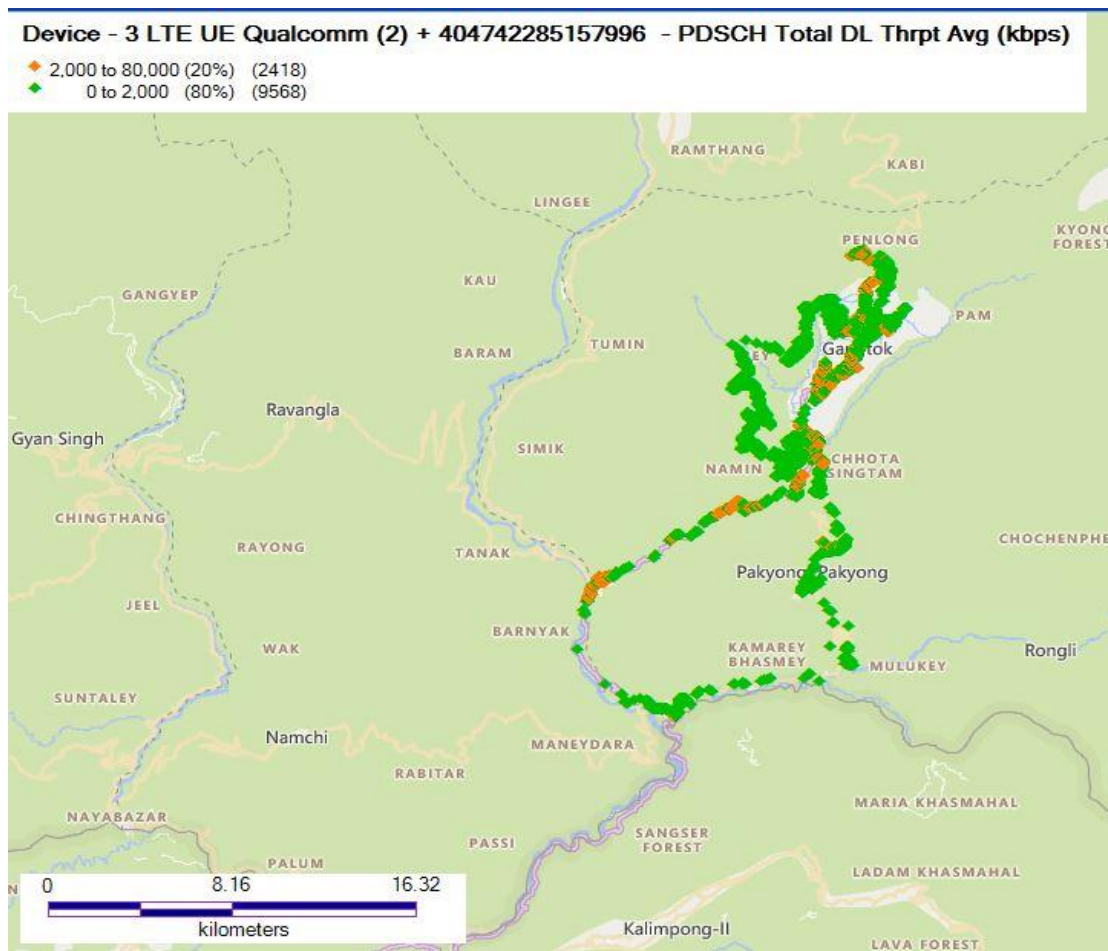 Device - 3 LTE UE Qualcomm (2) + 404742285157996 - PDSCH Total DL Thrpt Avg (kbps)
2,000 to 80,000 (20%) (2418)
0 to 2,000 (80%) (9568)
RAMTHANG
KABI
LINGEE
PENLONG
KYONG
FOREST
KAU
GANGYEP
PAM
TUMIN
BARAM
Ravangla
Gyan Singh
SIMIK
NAMIN
CHHOTA
SINGTAM
CHINGTHANG
RAYONG
TANAK
CHOCHENPHE
Pakyong Pakyong
JEEL
BARNYAK
WAK
KAMAREY
BHASMEY
MULUKEY
Rongli
SUNTALEY
Namchi
MANEYDARA
RABITAR
MARIA KHASMAHAL
NAYABAZAR
PASSI
SANGSER
FOREST
PALUM
LADAM KHASMAHAL
0 8.16 16.32
kilometers
Kalimpong-II
LAVA FOREST